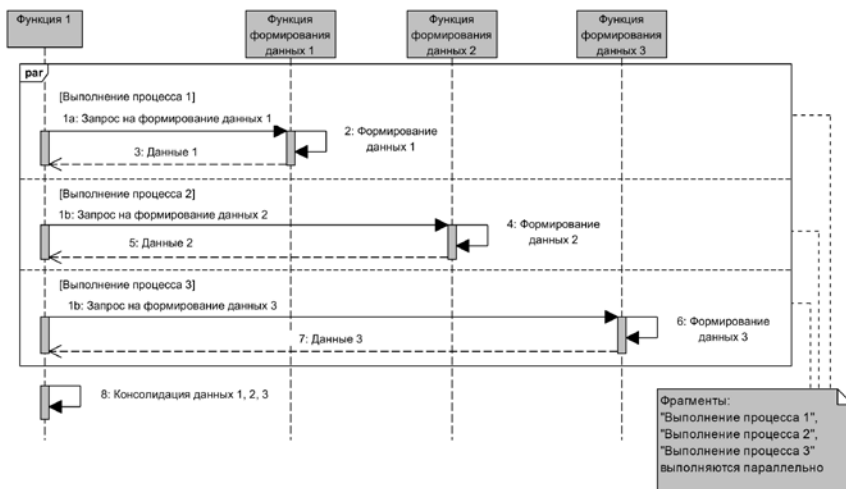 Функция 1
Функция
формирования
данных 1
Функция
формирования
данных 2
Функция
формирования
данных 3
par
[Выполнение процесса 1]
1a: Запрос на формирование данных 1
2: Формирование
данных 1
3: Данные 1
[Выполнение процесса 2]
1b: Запрос на формирование данных 2
4: Формирование
данных 2
5: Данные 2
[Выполнение процесса 3]
1b: Запрос на формирование данных 3
6: Формирование
данных 3
7: Данные 3
8: Консолидация данных 1, 2, 3
Фрагменты:
"Выполнение процесса 1",
"Выполнение процесса 2",
"Выполнение процесса 3"
выполняются параллельно